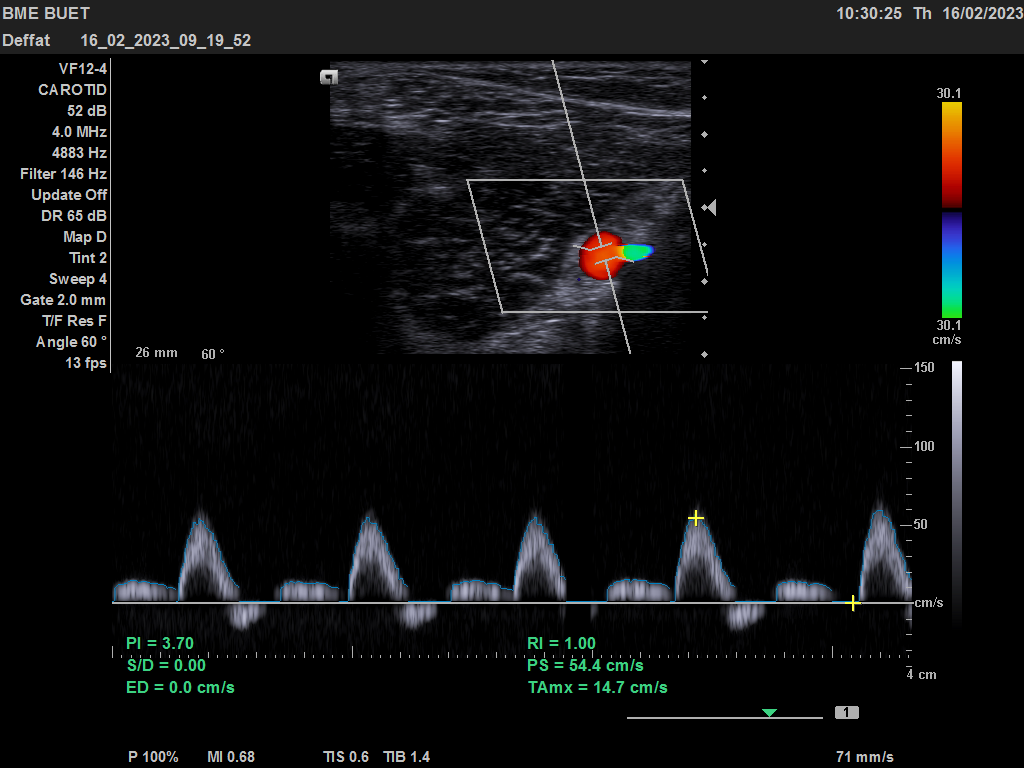 BME BUET 10:30:25 Th 16/02/2023
Deffat 16_02_2023_09_19_52
VF12-4
CAROTID
52 dB
4.0 MHz
4883 Hz
Filter 146 Hz
Update Off
DR 65 dB
Map D
Tint 2
Sweep 4
Gate 2.0 mm
T/F Res F
Angle 60 °
13 fps
26 mm 60 °
30.1
30.1
cm/s
150
100
50
cm/s
PI = 3.70 RI = 1.00
S/D = 0.00 PS = 54.4 cm/s
4 cm
ED = 0.0 cm/s TAmx = 14.7 cm/s
1
P 100% MI 0.68 TIS 0.6 TIB 1.4 71 mm/s